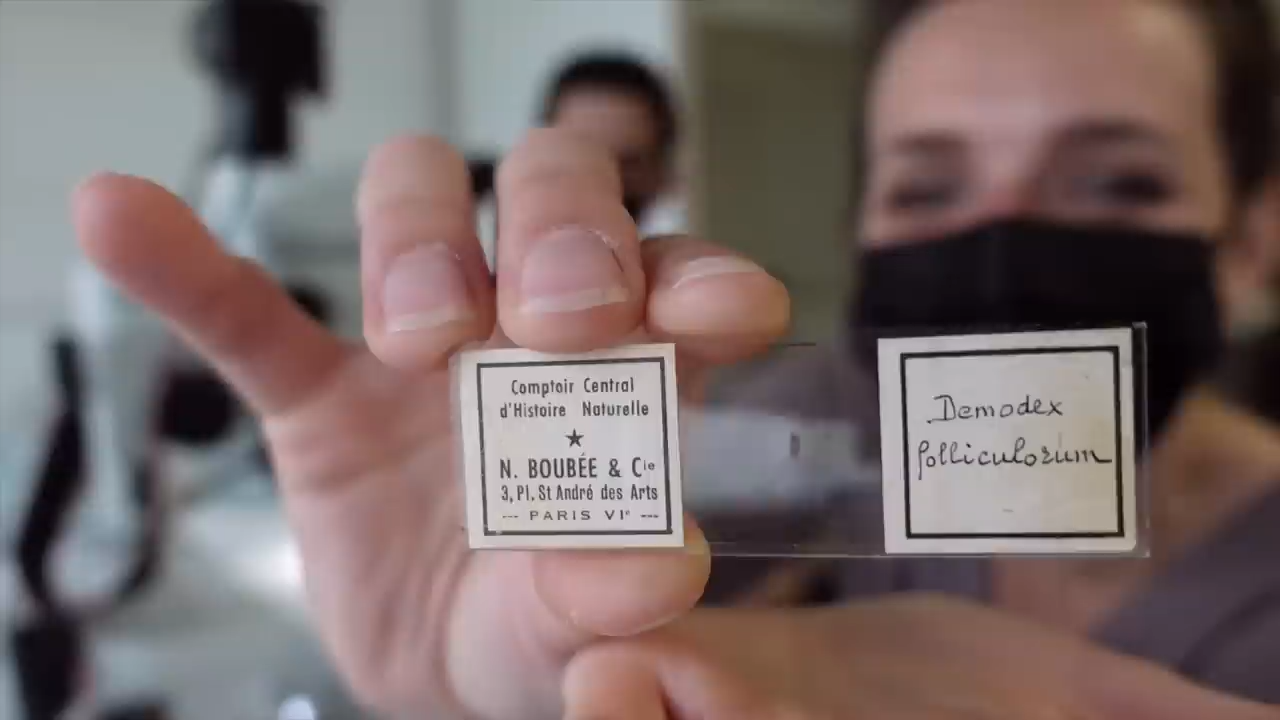 Comptoir Central
d'Histoire Naturelle
★
N. BOUBÉE & Cie
3, Pl. St André des Arts
--- PARIS VIe ---
Demodex
folliculorum